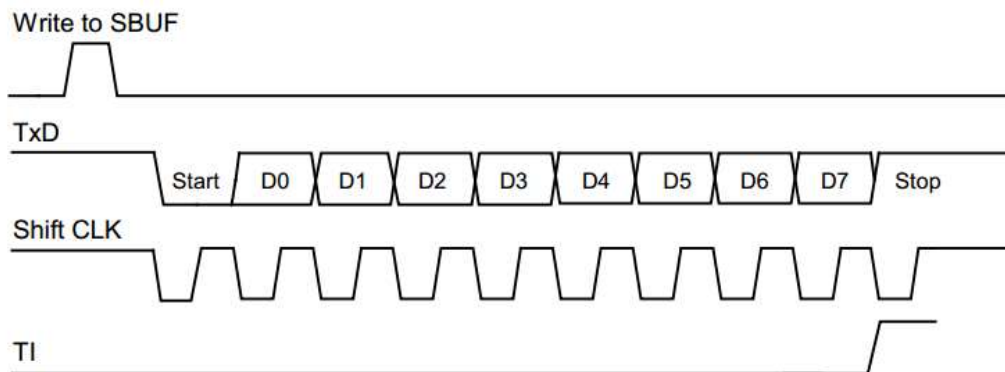 Write to SBUF
TxD
Start D0 D1 D2 D3 D4 D5 D6 D7 Stop
Shift CLK
TI